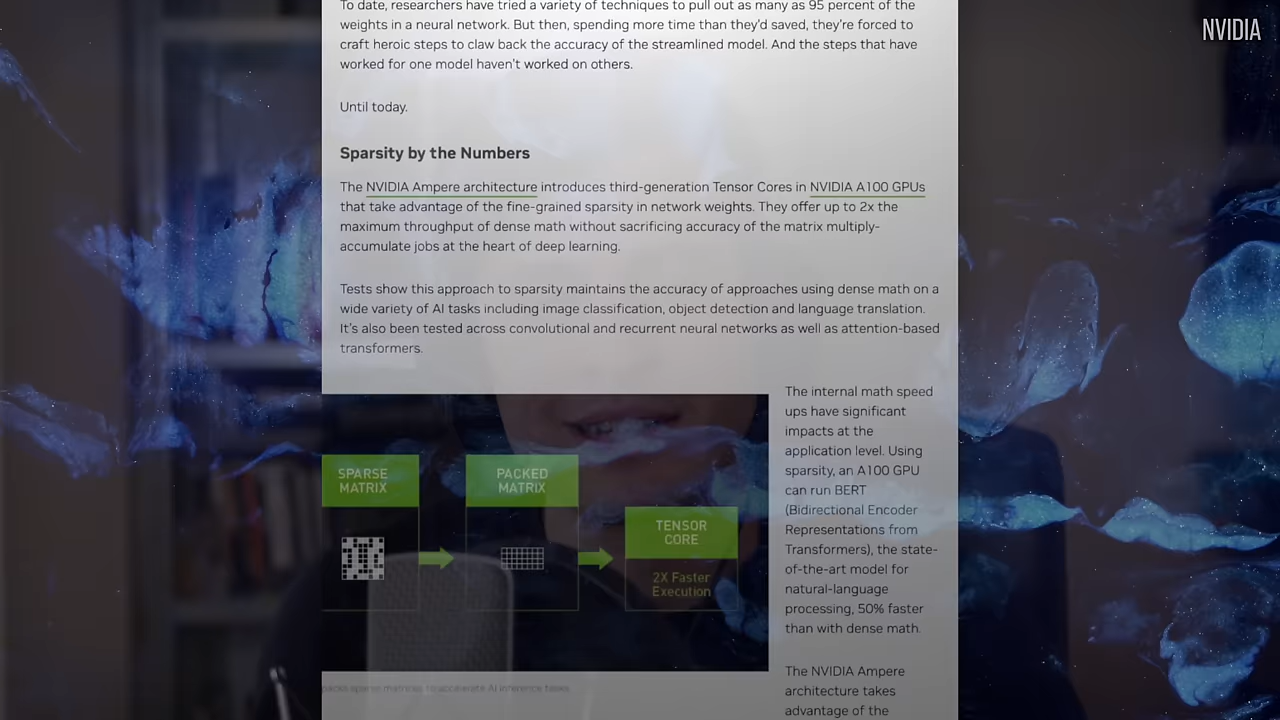 NVIDIA
To date, researchers have tried a variety of techniques to pull out as many as 95 percent of the
weights in a neural network. But then, spending more time than they'd saved, they're forced to
craft heroic steps to claw back the accuracy of the streamlined model. And the steps that have
worked for one model haven't worked on others.
Until today.
Sparsity by the Numbers
The NVIDIA Ampere architecture introduces third-generation Tensor Cores in NVIDIA A100 GPUs
that take advantage of the fine-grained sparsity in network weights. They offer up to 2x the
maximum throughput of dense math without sacrificing accuracy of the matrix multiply-
accumulate jobs at the heart of deep learning.
Tests show this approach to sparsity maintains the accuracy of approaches using dense math on a
wide variety of AI tasks including image classification, object detection and language translation.
It's also been tested across convolutional and recurrent neural networks as well as attention-based
transformers.
SPARSE
MATRIX
PACKED
MATRIX
TENSOR
CORE
2X Faster
Execution
packs sparse matrices to accelerate AI inference tasks
The internal math speed
ups have significant
impacts at the
application level. Using
sparsity, an A100 GPU
can run BERT
(Bidirectional Encoder
Representations from
Transformers), the state-
of-the-art model for
natural-language
processing, 50% faster
than with dense math.
The NVIDIA Ampere
architecture takes
advantage of the